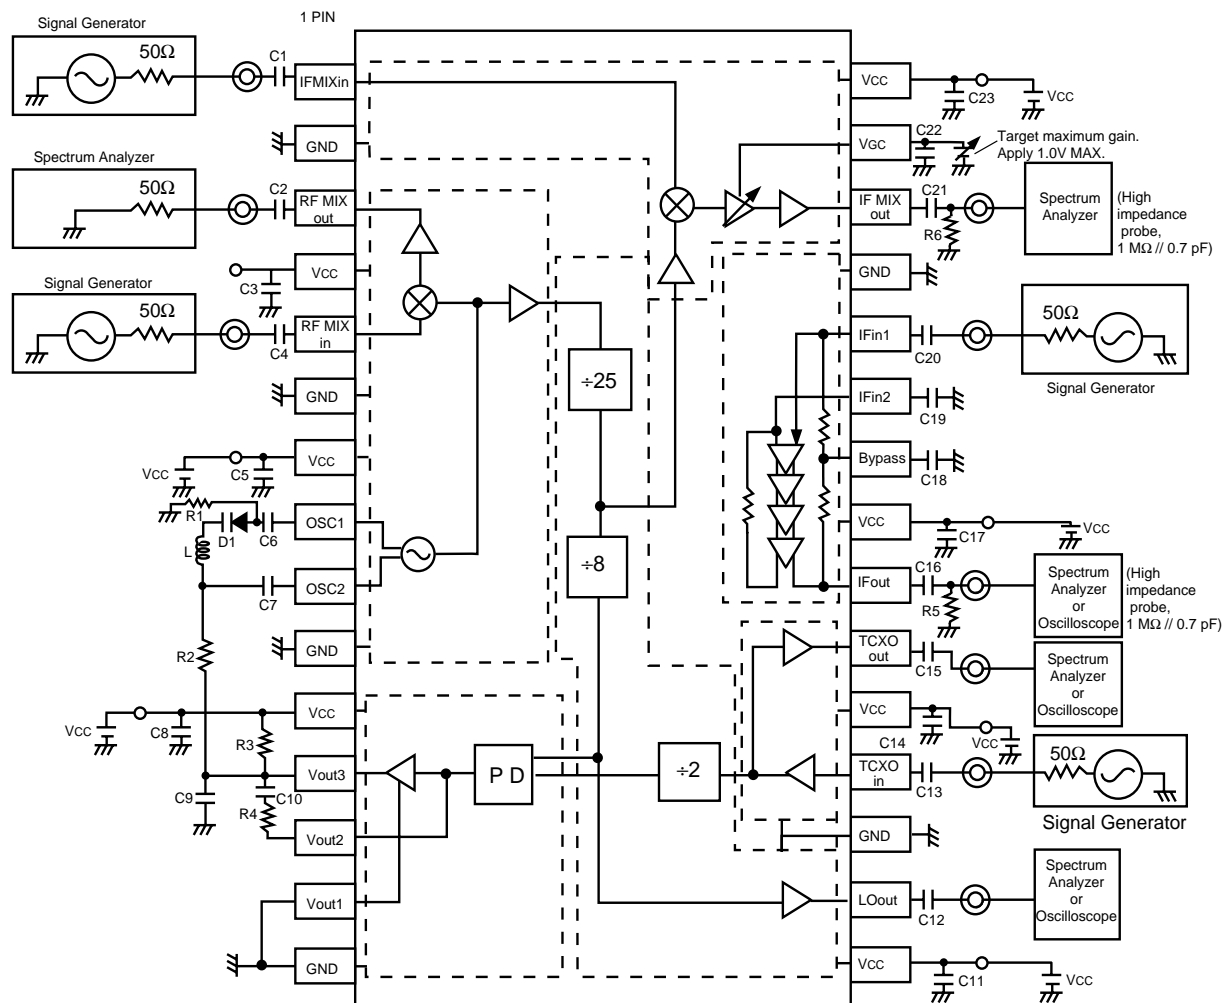 1 PIN
Signal Generator
50Ω
C1
IFMIXin
GND
Spectrum Analyzer
50Ω
C2
RF MIX
out
VCC
C3
Signal Generator
50Ω
C4
RF MIX
in
GND
VCC
C5
VCC
R1
D1
C6
OSC1
L
C7
OSC2
R2
GND
VCC
C8
VCC
R3
Vout3
C9
C10
R4
Vout2
Vout1
GND
÷25
÷8
P D
÷2
VCC
C23
VCC
VGC
C22
Target maximum gain.
Apply 1.0V MAX.
IF MIX
out
C21
R6
Spectrum
Analyzer
(High
impedance
probe,
1 MΩ // 0.7 pF)
GND
IFin1
C20
50Ω
Signal Generator
IFin2
C19
Bypass
C18
VCC
C17
VCC
IFout
C16
R5
Spectrum
Analyzer
or
Oscilloscope
(High
impedance
probe,
1 MΩ // 0.7 pF)
TCXO
out
C15
Spectrum
Analyzer
or
Oscilloscope
VCC
C14
VCC
TCXO
in
C13
50Ω
Signal Generator
GND
LOout
C12
Spectrum
Analyzer
or
Oscilloscope
VCC
C11
VCC